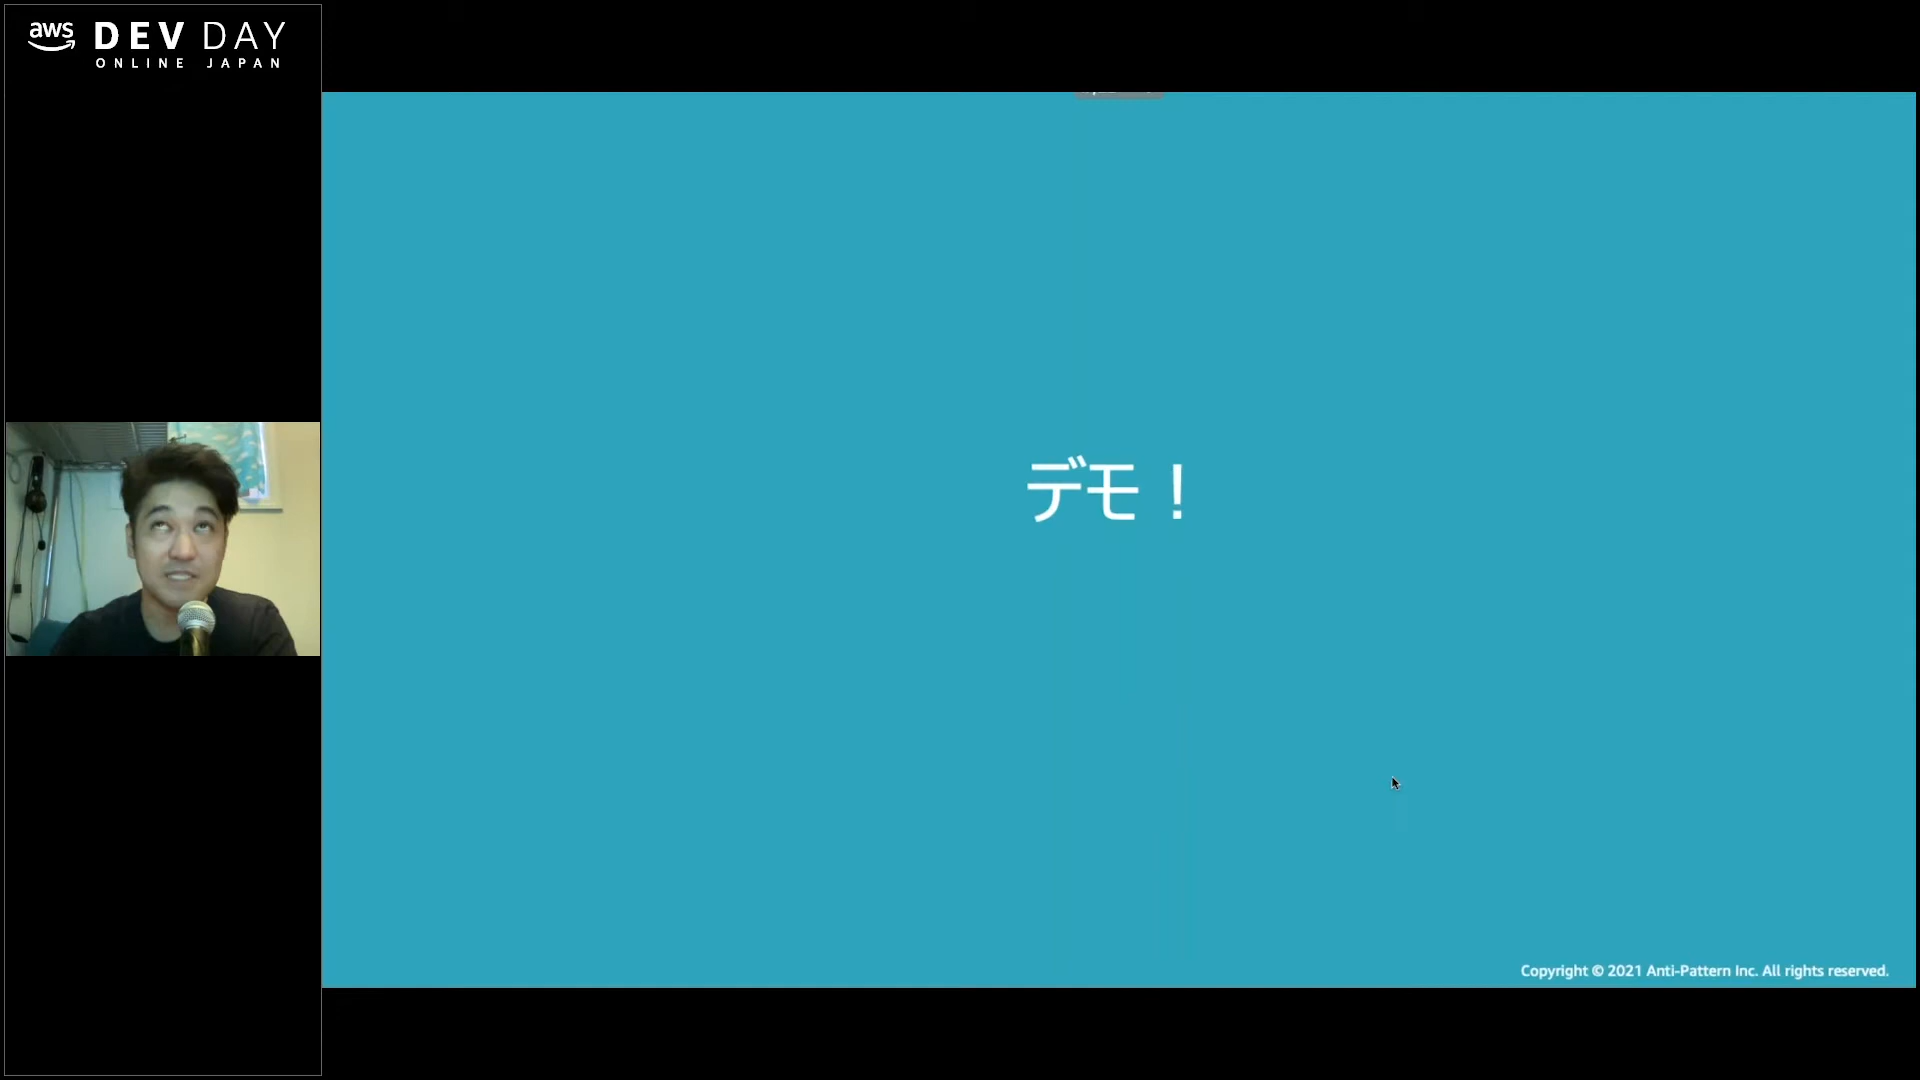 aws DEV DAY
ONLINE JAPAN
デモ！
Copyright © 2021 Anti-Pattern Inc. All rights reserved.